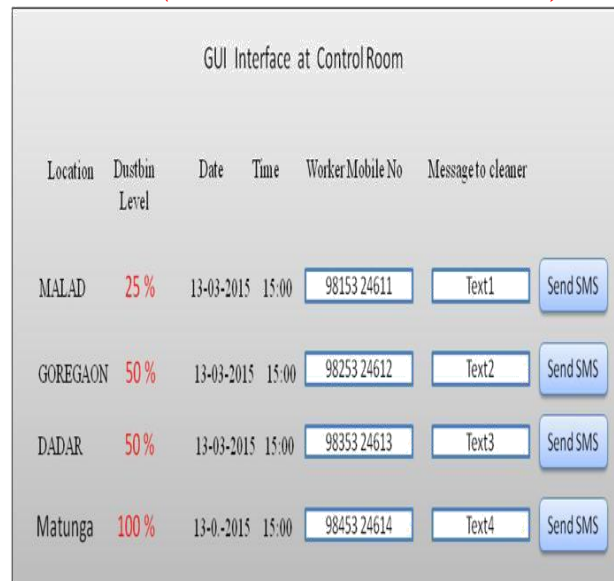 GUI Interface at Control Room
Location Dustbin Level Date Time Worker Mobile No Message to cleaner
MALAD 25 % 13-03-2015 15:00 98153 24611 Text1 Send SMS
GOREGAON 50 % 13-03-2015 15:00 98253 24612 Text2 Send SMS
DADAR 50 % 13-03-2015 15:00 98353 24613 Text3 Send SMS
Matunga 100 % 13-0.-2015 15:00 98453 24614 Text4 Send SMS